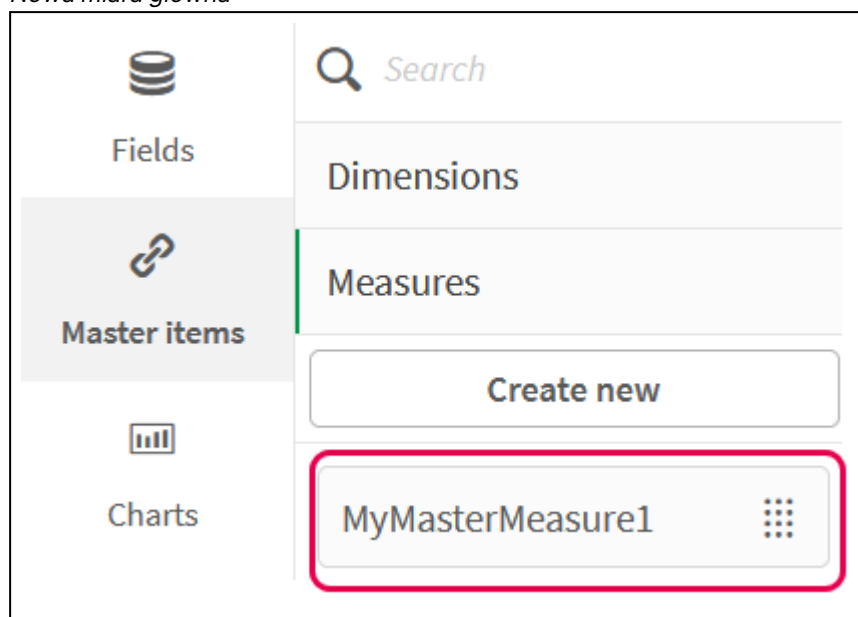 Nowa miara główna
Search
Fields
Dimensions
Measures
Master items
Create new
Charts
MyMasterMeasure1